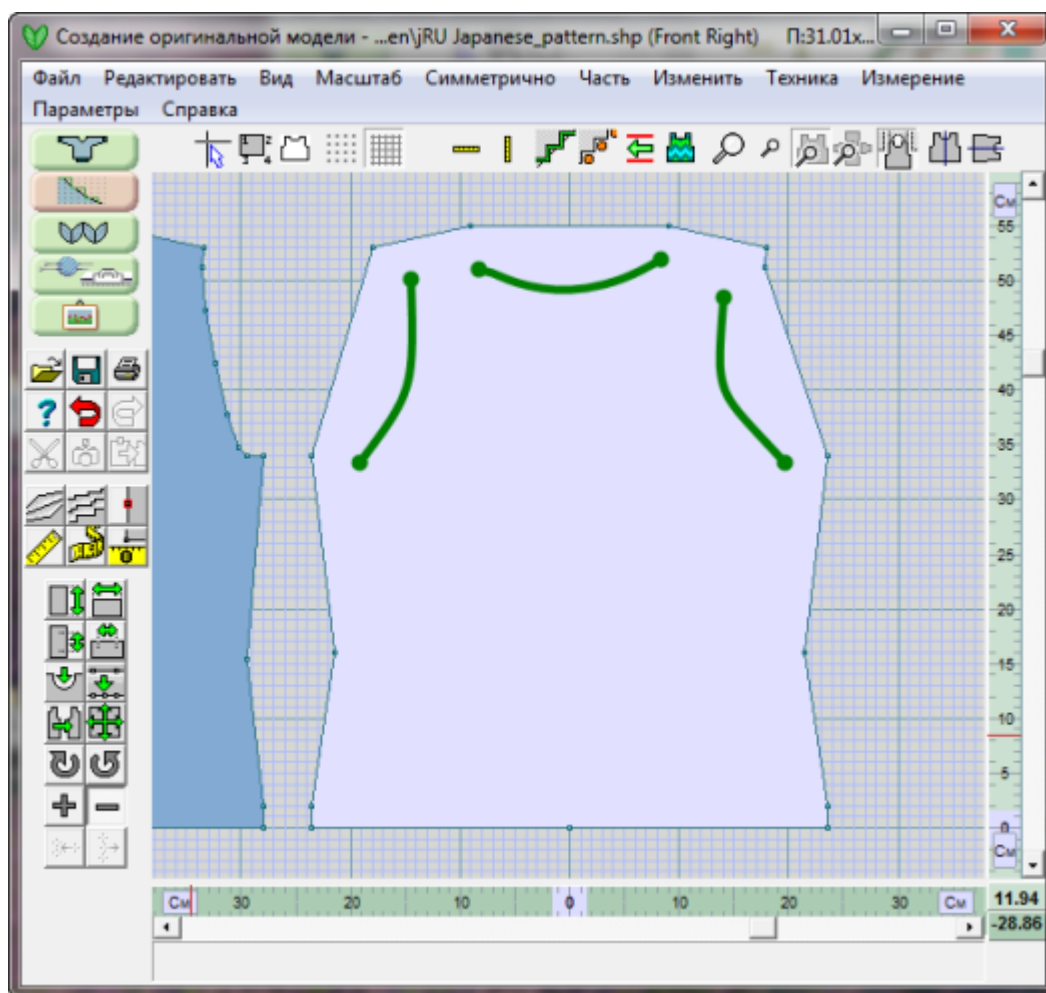 Создание оригинальной модели - ...en\jRU Japanese_pattern.shp (Front Right) П:31.01x...
Файл Редактировать Вид Масштаб Симметрично Часть Изменить Техника Измерение
Параметры Справка
См
55
50
45
40
35
30
25
20
15
10
5
0
См
См 30 20 10 0 10 20 30 См
11.94
-28.86